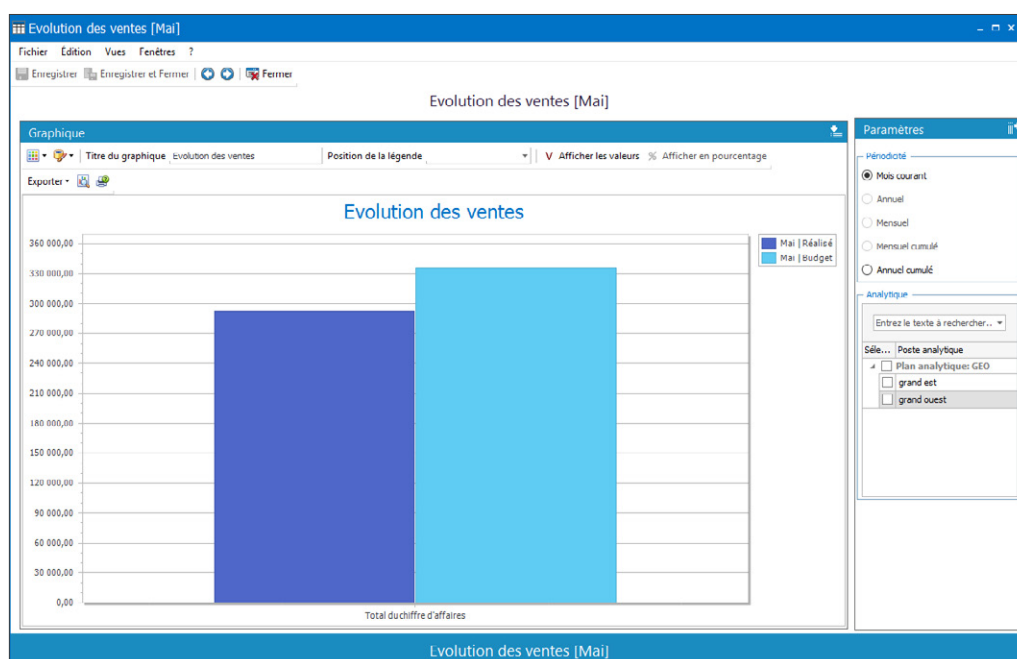 Evolution des ventes [Mai]
Fichier Édition Vues Fenêtres ?
Enregistrer Enregistrer et Fermer Fermer
Evolution des ventes [Mai]
Graphique
Titre du graphique Evolution des ventes Position de la légende V Afficher les valeurs % Afficher en pourcentage
Exporter
Evolution des ventes
360 000,00
330 000,00
300 000,00
270 000,00
240 000,00
210 000,00
180 000,00
150 000,00
120 000,00
90 000,00
60 000,00
30 000,00
0,00
Total du chiffre d'affaires
Mai | Réalisé
Mai | Budget
Paramètres
Périodicité
Mois courant
Annuel
Mensuel
Mensuel cumulé
Annuel cumulé
Analytique
Entrez le texte à rechercher...
Séle... Poste analytique
Plan analytique: GEO
grand est
grand ouest
Evolution des ventes [Mai]